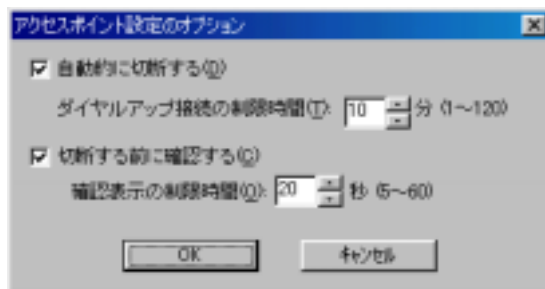 アクセスポイント設定のオプション
自動的に切断する(D)
ダイヤルアップ接続の制限時間(T): 10 分 (1～120)
切断する前に確認する(C)
確認表示の制限時間(O): 20 秒 (5～60)
OK キャンセル